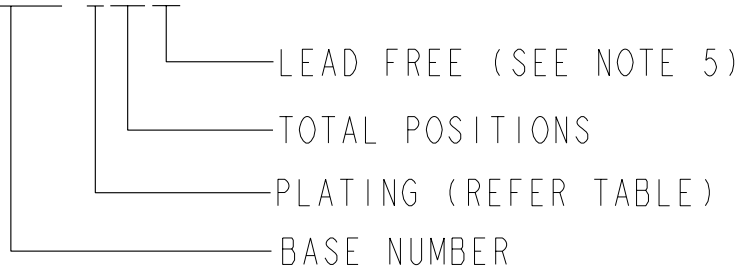 LEAD FREE (SEE NOTE 5)
TOTAL POSITIONS
PLATING (REFER TABLE)
BASE NUMBER